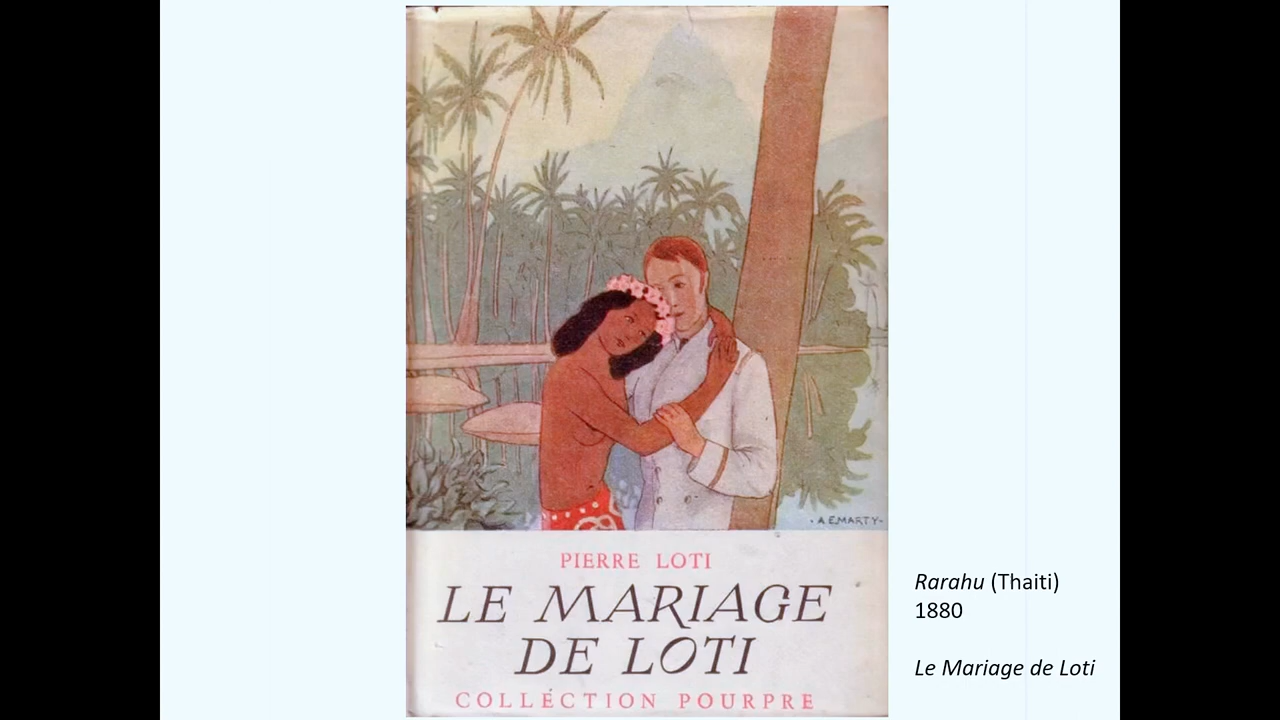 · A.E.MARTY·
PIERRE LOTI
LE MARIAGE
DE LOTI
COLLECTION POURPRE
Rarahu (Thaiti)
1880
Le Mariage de Loti